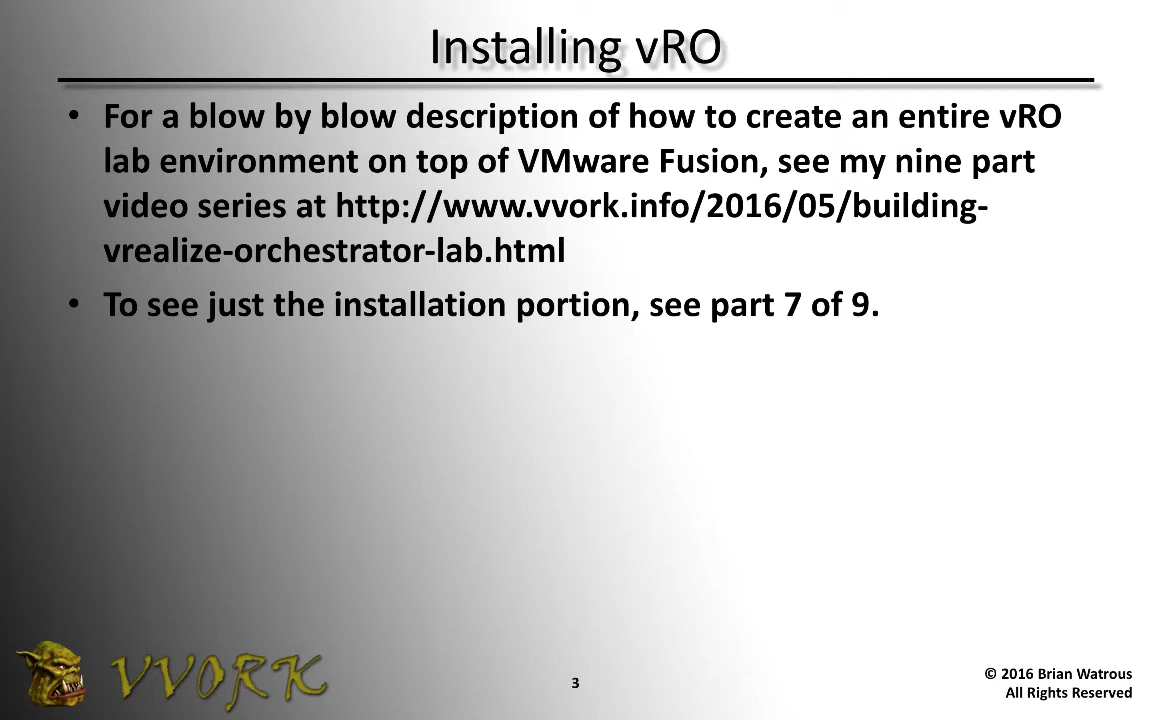 Installing vRO
• For a blow by blow description of how to create an entire vRO
lab environment on top of VMware Fusion, see my nine part
video series at http://www.vvork.info/2016/05/building-
vrealize-orchestrator-lab.html
• To see just the installation portion, see part 7 of 9.
VVORK
3
© 2016 Brian Watrous
All Rights Reserved